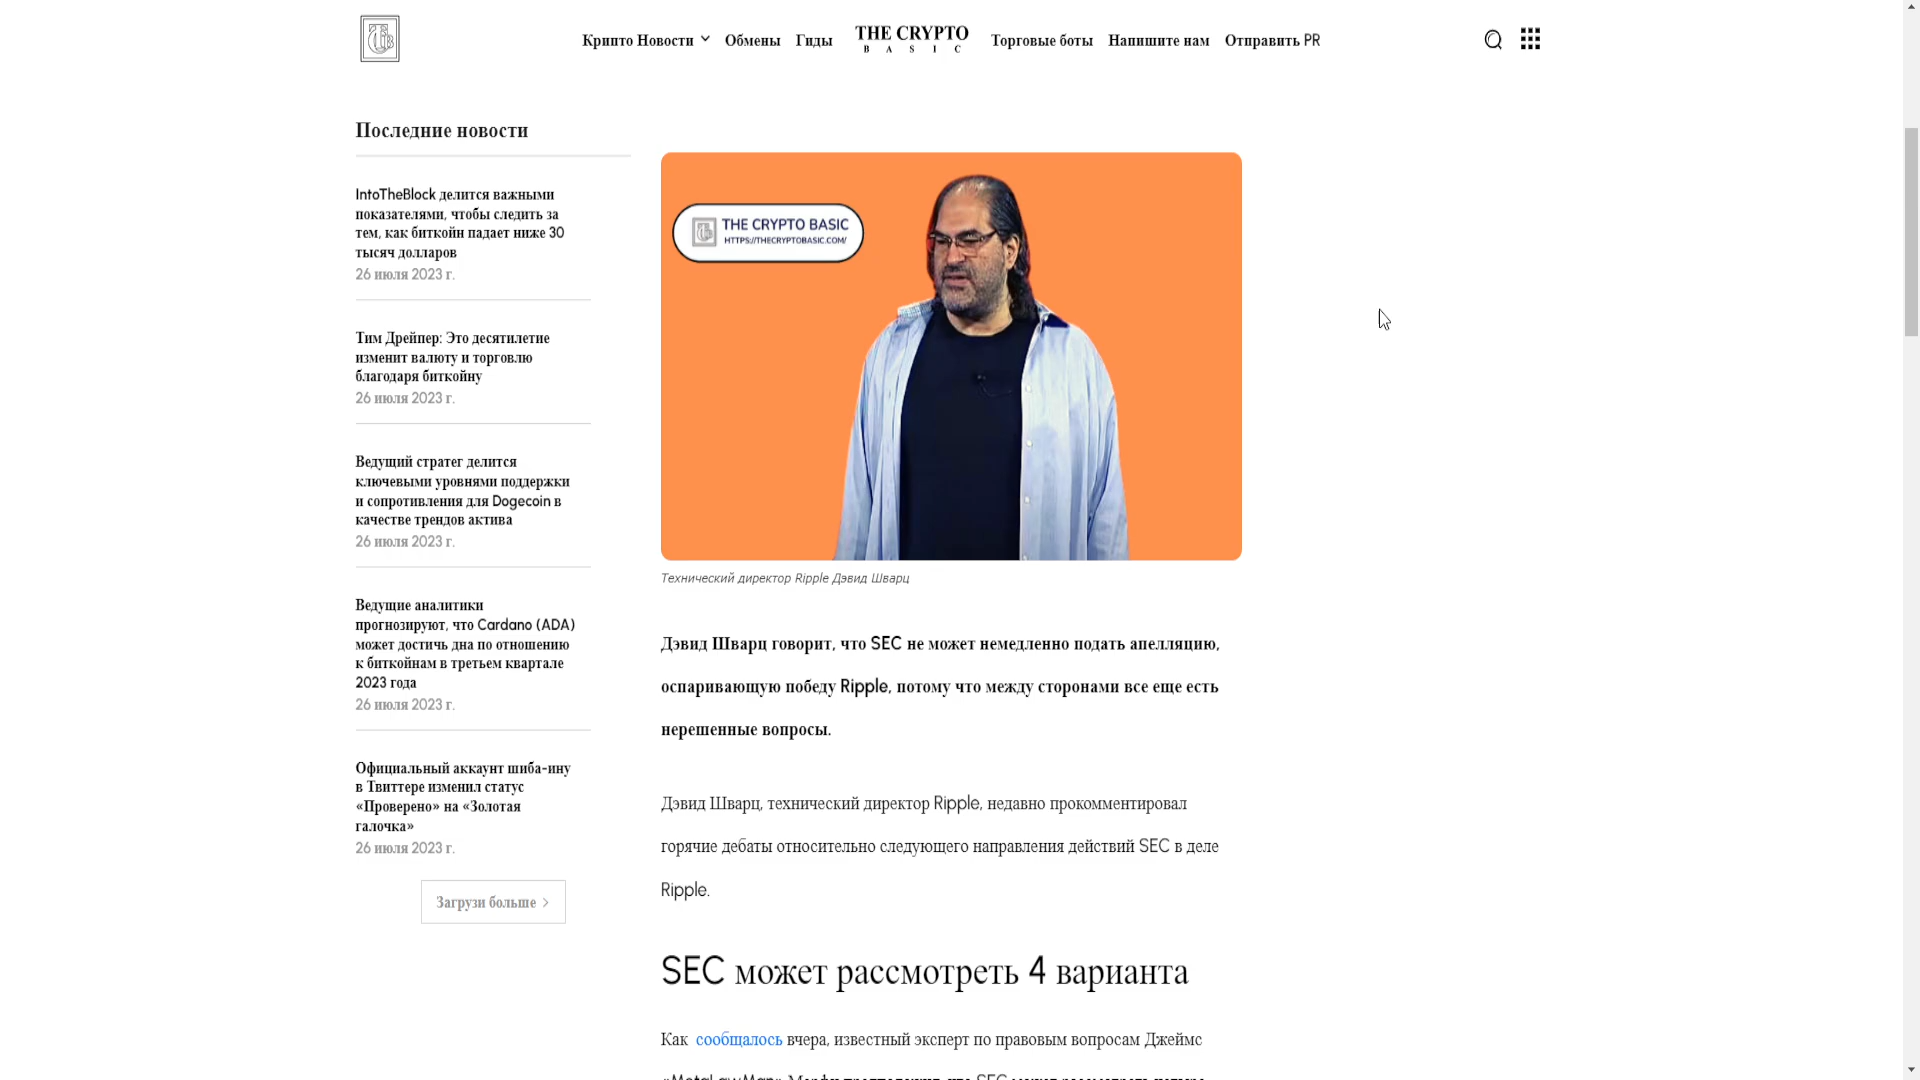 Крипто Новости Обмены Гиды THE CRYPTO BASIC Торговые боты Напишите нам Отправить PR
Последние новости
IntoTheBlock делится важными
показателями, чтобы следить за
тем, как биткойн падает ниже 30
тысяч долларов
26 июля 2023 г.
Тим Дрейпер: Это десятилетие
изменит валюту и торговлю
благодаря биткойну
26 июля 2023 г.
Ведущий стратег делится
ключевыми уровнями поддержки
и сопротивления для Dogecoin в
качестве трендов актива
26 июля 2023 г.
Ведущие аналитики
прогнозируют, что Cardano (ADA)
может достичь дна по отношению
к биткойнам в третьем квартале
2023 года
26 июля 2023 г.
Официальный аккаунт шиба-ину
в Твиттере изменил статус
«Проверено» на «Золотая
галочка»
26 июля 2023 г.
Загрузи больше
THE CRYPTO BASIC
HTTPS://THECRYPTOBASIC.COM/
Технический директор Ripple Дэвид Шварц
Дэвид Шварц говорит, что SEC не может немедленно подать апелляцию,
оспаривающую победу Ripple, потому что между сторонами все еще есть
нерешенные вопросы.
Дэвид Шварц, технический директор Ripple, недавно прокомментировал
горячие дебаты относительно следующего направления действий SEC в деле
Ripple.
SEC может рассмотреть 4 варианта
Как сообщалось вчера, известный эксперт по правовым вопросам Джеймс